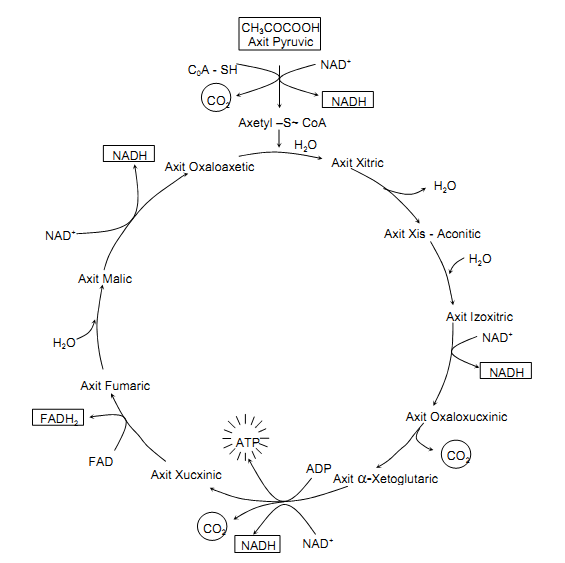 CH₃COCOOH
Axit Pyruvic
CₒA - SH
NAD⁺
CO₂
NADH
Axetyl –S~ CoA
H₂O
NADH
Axit Oxaloaxetic
Axit Xitric
H₂O
NAD⁺
Axit Xis - Aconitic
H₂O
Axit Malic
Axit Izoxitric
NAD⁺
H₂O
NADH
Axit Fumaric
Axit Oxaloxucxinic
FADH₂
ATP
CO₂
FAD
Axit Xucxinic
ADP
Axit α-Xetoglutaric
CO₂
NADH
NAD⁺